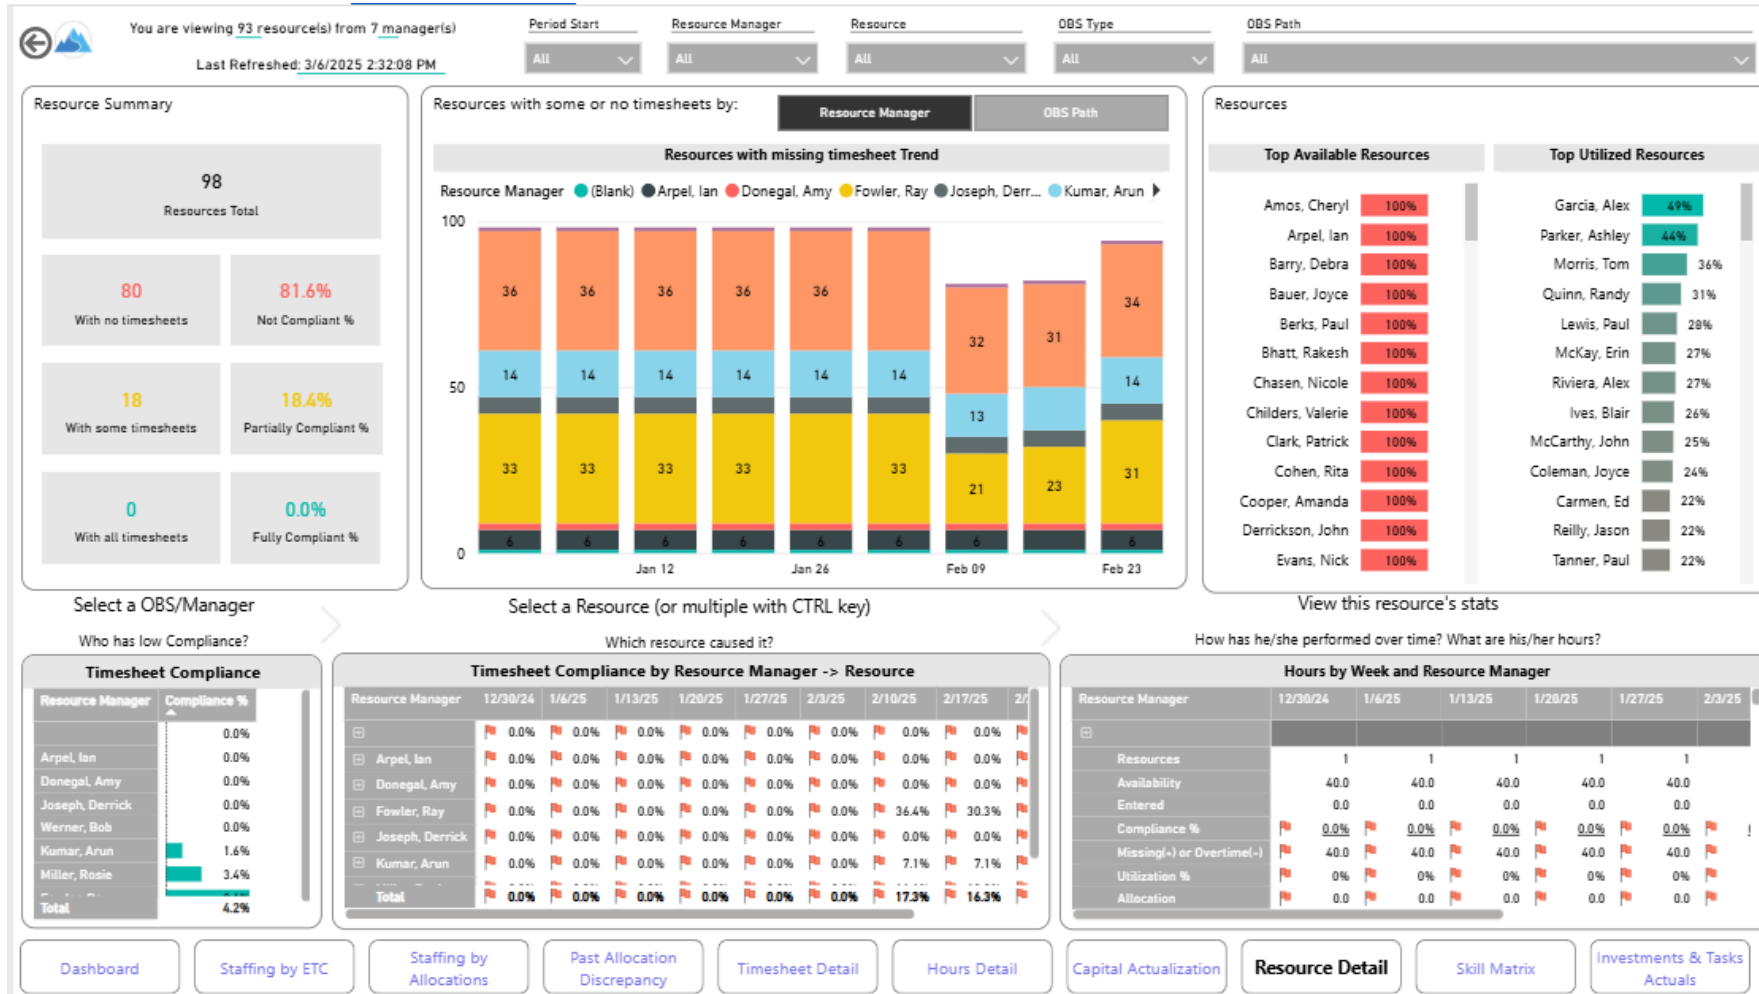 You are viewing 93 resource(s) from 7 manager(s)
Last Refreshed: 3/6/2025 2:32:08 PM
Period Start
All
Resource Manager
All
Resource
All
OBS Type
All
OBS Path
All
Resource Summary
98
Resources Total
80
With no timesheets
81.6%
Not Compliant %
18
With some timesheets
18.4%
Partially Compliant %
0
With all timesheets
0.0%
Fully Compliant %
Resources with some or no timesheets by:
Resource Manager
OBS Path
Resources with missing timesheet Trend
Resource Manager (Blank) Arpel, Ian Donegal, Amy Fowler, Ray Joseph, Derr... Kumar, Arun
100
50
0
36 36 36 36 36 32 31 34
14 14 14 14 14 14 13 14
33 33 33 33 33 21 23 31
6 6 6 6 6 6 6 6
Jan 12 Jan 26 Feb 09 Feb 23
Resources
Top Available Resources
Amos, Cheryl 100%
Arpel, Ian 100%
Barry, Debra 100%
Bauer, Joyce 100%
Berks, Paul 100%
Bhatt, Rakesh 100%
Chasen, Nicole 100%
Childers, Valerie 100%
Clark, Patrick 100%
Cohen, Rita 100%
Cooper, Amanda 100%
Derrickson, John 100%
Evans, Nick 100%
Top Utilized Resources
Garcia, Alex 49%
Parker, Ashley 44%
Morris, Tom 36%
Quinn, Randy 31%
Lewis, Paul 28%
McKay, Erin 27%
Riviera, Alex 27%
Ives, Blair 26%
McCarthy, John 25%
Coleman, Joyce 24%
Carmen, Ed 22%
Reilly, Jason 22%
Tanner, Paul 22%
Select a OBS/Manager
Who has low Compliance?
Select a Resource (or multiple with CTRL key)
Which resource caused it?
View this resource's stats
How has he/she performed over time? What are his/her hours?
Timesheet Compliance
Resource Manager Compliance %
0.0%
Arpel, Ian 0.0%
Donegal, Amy 0.0%
Joseph, Derrick 0.0%
Werner, Bob 0.0%
Kumar, Arun 1.6%
Miller, Rosie 3.4%
Total 4.2%
Timesheet Compliance by Resource Manager -> Resource
Resource Manager 12/30/24 1/6/25 1/13/25 1/20/25 1/27/25 2/3/25 2/10/25 2/17/25 2/
0.0% 0.0% 0.0% 0.0% 0.0% 0.0% 0.0% 0.0%
Arpel, Ian 0.0% 0.0% 0.0% 0.0% 0.0% 0.0% 0.0% 0.0%
Donegal, Amy 0.0% 0.0% 0.0% 0.0% 0.0% 0.0% 0.0% 0.0%
Fowler, Ray 0.0% 0.0% 0.0% 0.0% 0.0% 0.0% 36.4% 30.3%
Joseph, Derrick 0.0% 0.0% 0.0% 0.0% 0.0% 0.0% 0.0% 0.0%
Kumar, Arun 0.0% 0.0% 0.0% 0.0% 0.0% 0.0% 7.1% 7.1%
Total 0.0% 0.0% 0.0% 0.0% 0.0% 0.0% 17.3% 16.3%
Hours by Week and Resource Manager
Resource Manager 12/30/24 1/6/25 1/13/25 1/20/25 1/27/25 2/3/25
Resources 1 1 1 1 1
Availability 40.0 40.0 40.0 40.0 40.0
Entered 0.0 0.0 0.0 0.0 0.0
Compliance % 0.0% 0.0% 0.0% 0.0% 0.0%
Missing(+) or Overtime(-) 40.0 40.0 40.0 40.0 40.0
Utilization % 0% 0% 0% 0% 0%
Allocation 0.0 0.0 0.0 0.0 0.0
Dashboard
Staffing by ETC
Staffing by
Allocations
Past Allocation
Discrepancy
Timesheet Detail
Hours Detail
Capital Actualization
Resource Detail
Skill Matrix
Investments & Tasks
Actuals